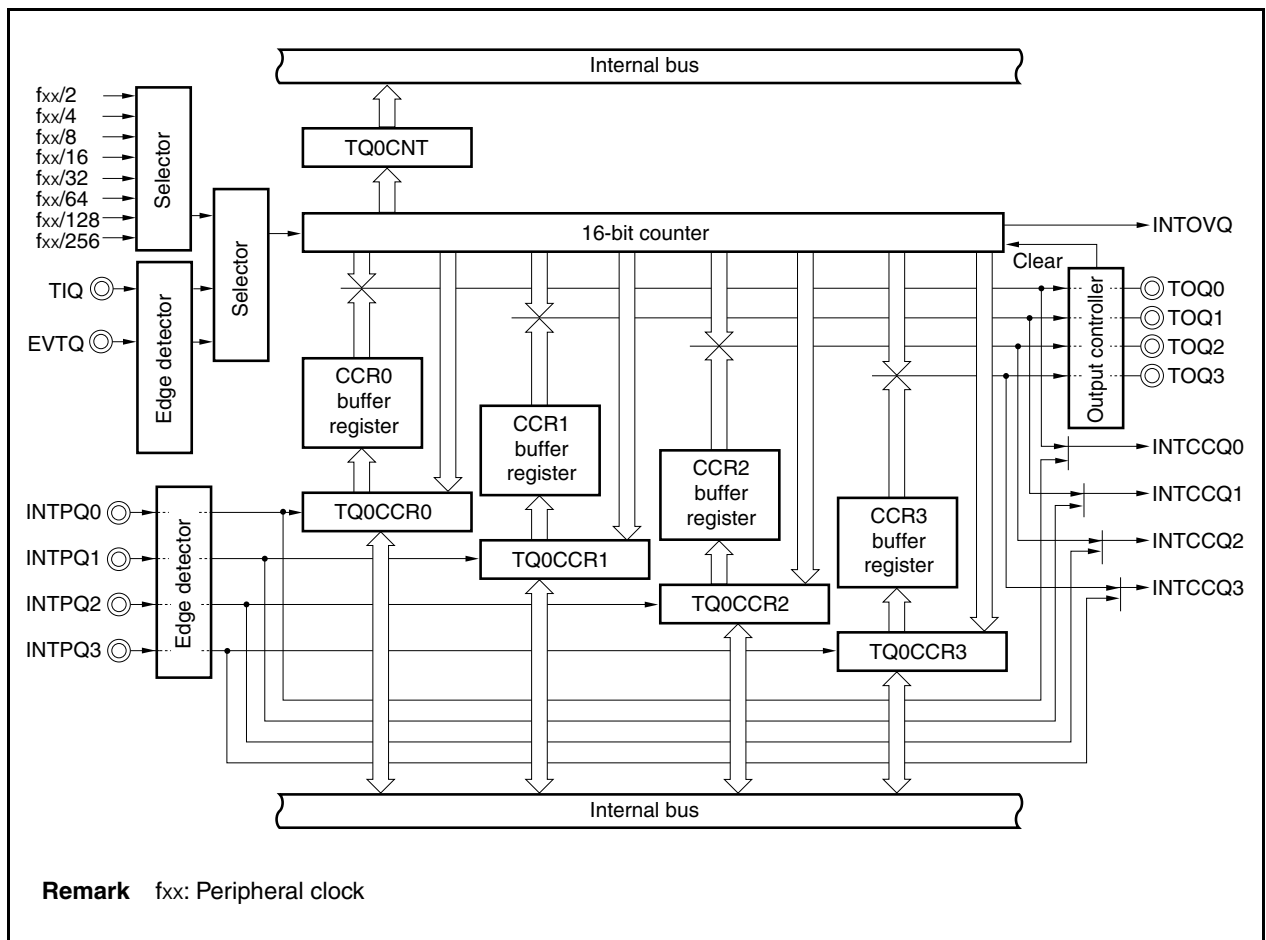 Internal bus
fxx/2
fxx/4
fxx/8
fxx/16
fxx/32
fxx/64
fxx/128
fxx/256
Selector
Selector
TQ0CNT
16-bit counter
INTOVQ
Clear
TIQ
EVTQ
Edge detector
Output controller
TOQ0
TOQ1
TOQ2
TOQ3
CCR0
buffer
register
CCR1
buffer
register
CCR2
buffer
register
CCR3
buffer
register
INTCCQ0
INTCCQ1
INTCCQ2
INTCCQ3
INTPQ0
INTPQ1
INTPQ2
INTPQ3
Edge detector
TQ0CCR0
TQ0CCR1
TQ0CCR2
TQ0CCR3
Internal bus
Remark fxx: Peripheral clock